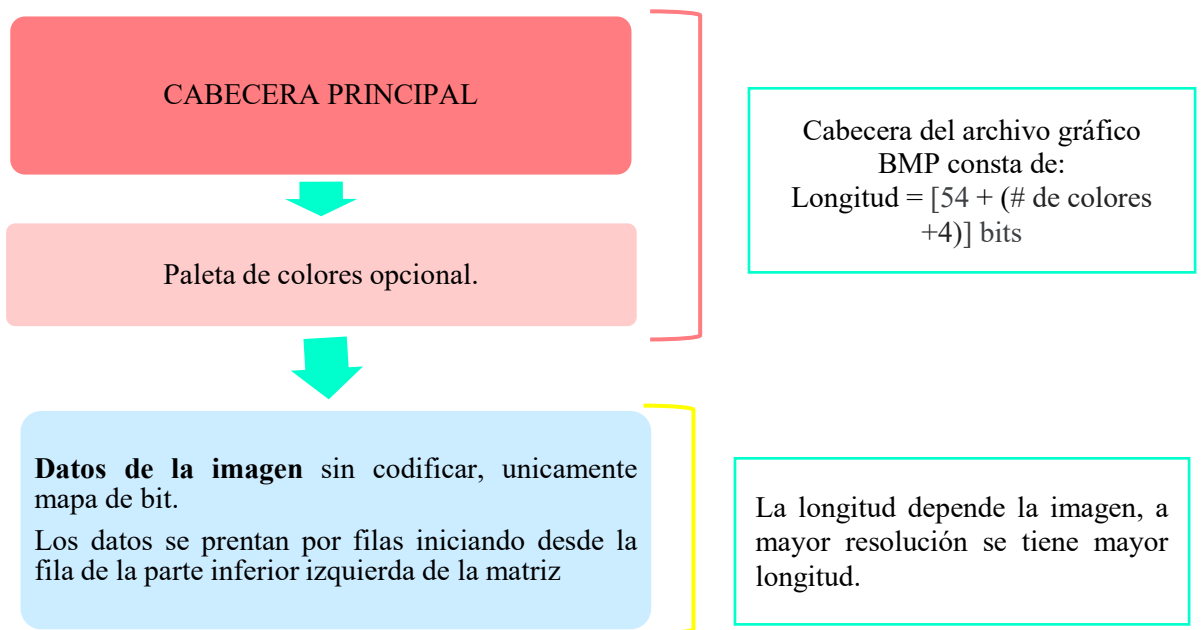 CABECERA PRINCIPAL
Paleta de colores opcional.
Cabecera del archivo gráfico
BMP consta de:
Longitud = [54 + (# de colores
+4)] bits
Datos de la imagen sin codificar, unicamente
mapa de bit.
Los datos se prentan por filas iniciando desde la
fila de la parte inferior izquierda de la matriz
La longitud depende la imagen, a
mayor resolución se tiene mayor
longitud.